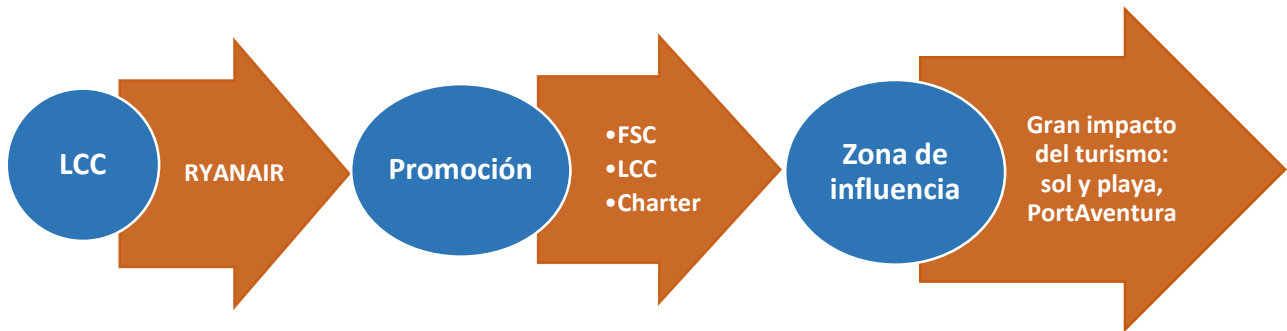 LCC
RYANAIR
Promoción
•FSC
•LCC
•Charter
Zona de
influencia
Gran impacto
del turismo:
sol y playa,
PortAventura